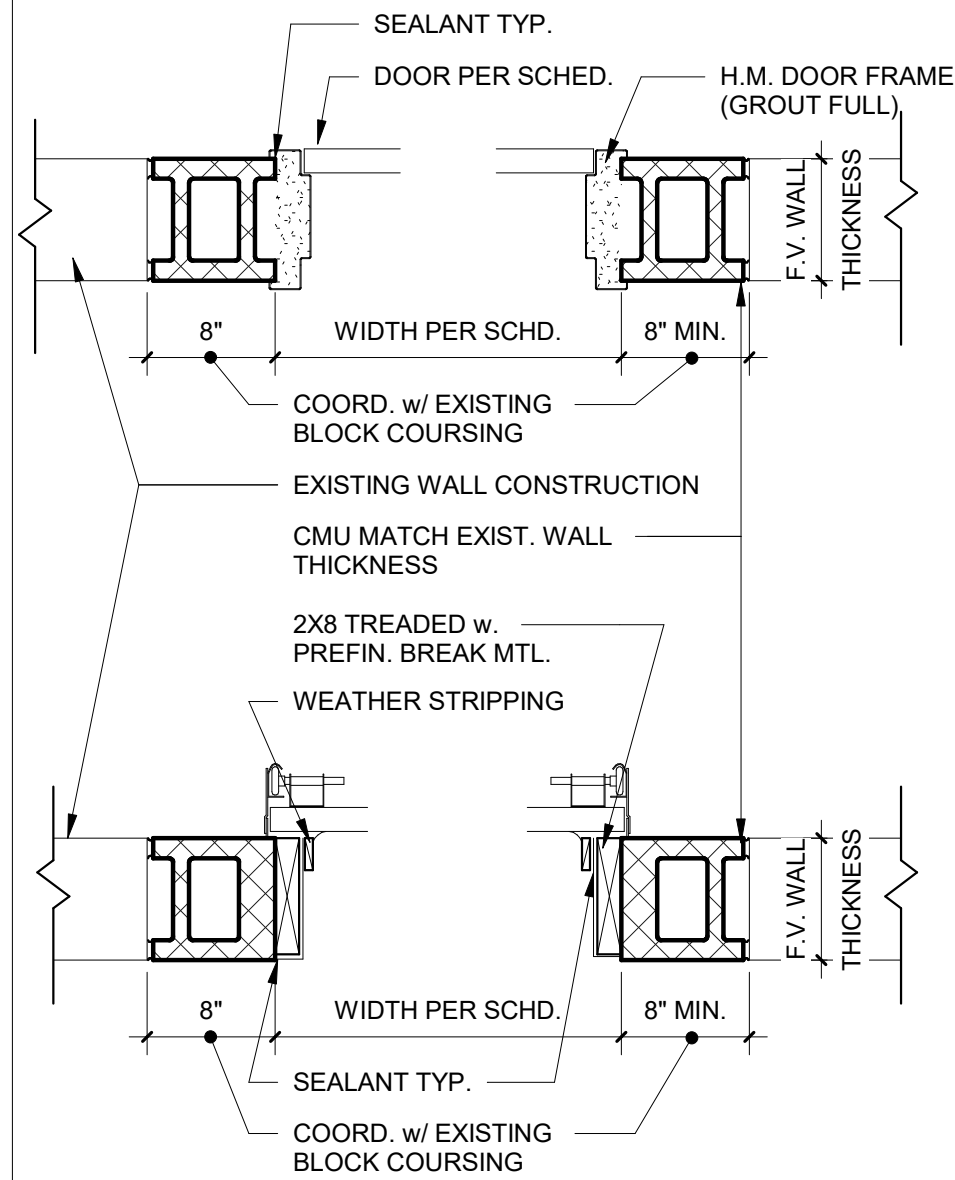 SEALANT TYP.
DOOR PER SCHED.
H.M. DOOR FRAME
(GROUT FULL)
F.V. WALL
THICKNESS
8"
WIDTH PER SCHD.
8" MIN.
COORD. w/ EXISTING
BLOCK COURSING
EXISTING WALL CONSTRUCTION
CMU MATCH EXIST. WALL
THICKNESS
2X8 TREADED w.
PREFIN. BREAK MTL.
WEATHER STRIPPING
F.V. WALL
THICKNESS
8"
WIDTH PER SCHD.
8" MIN.
SEALANT TYP.
COORD. w/ EXISTING
BLOCK COURSING